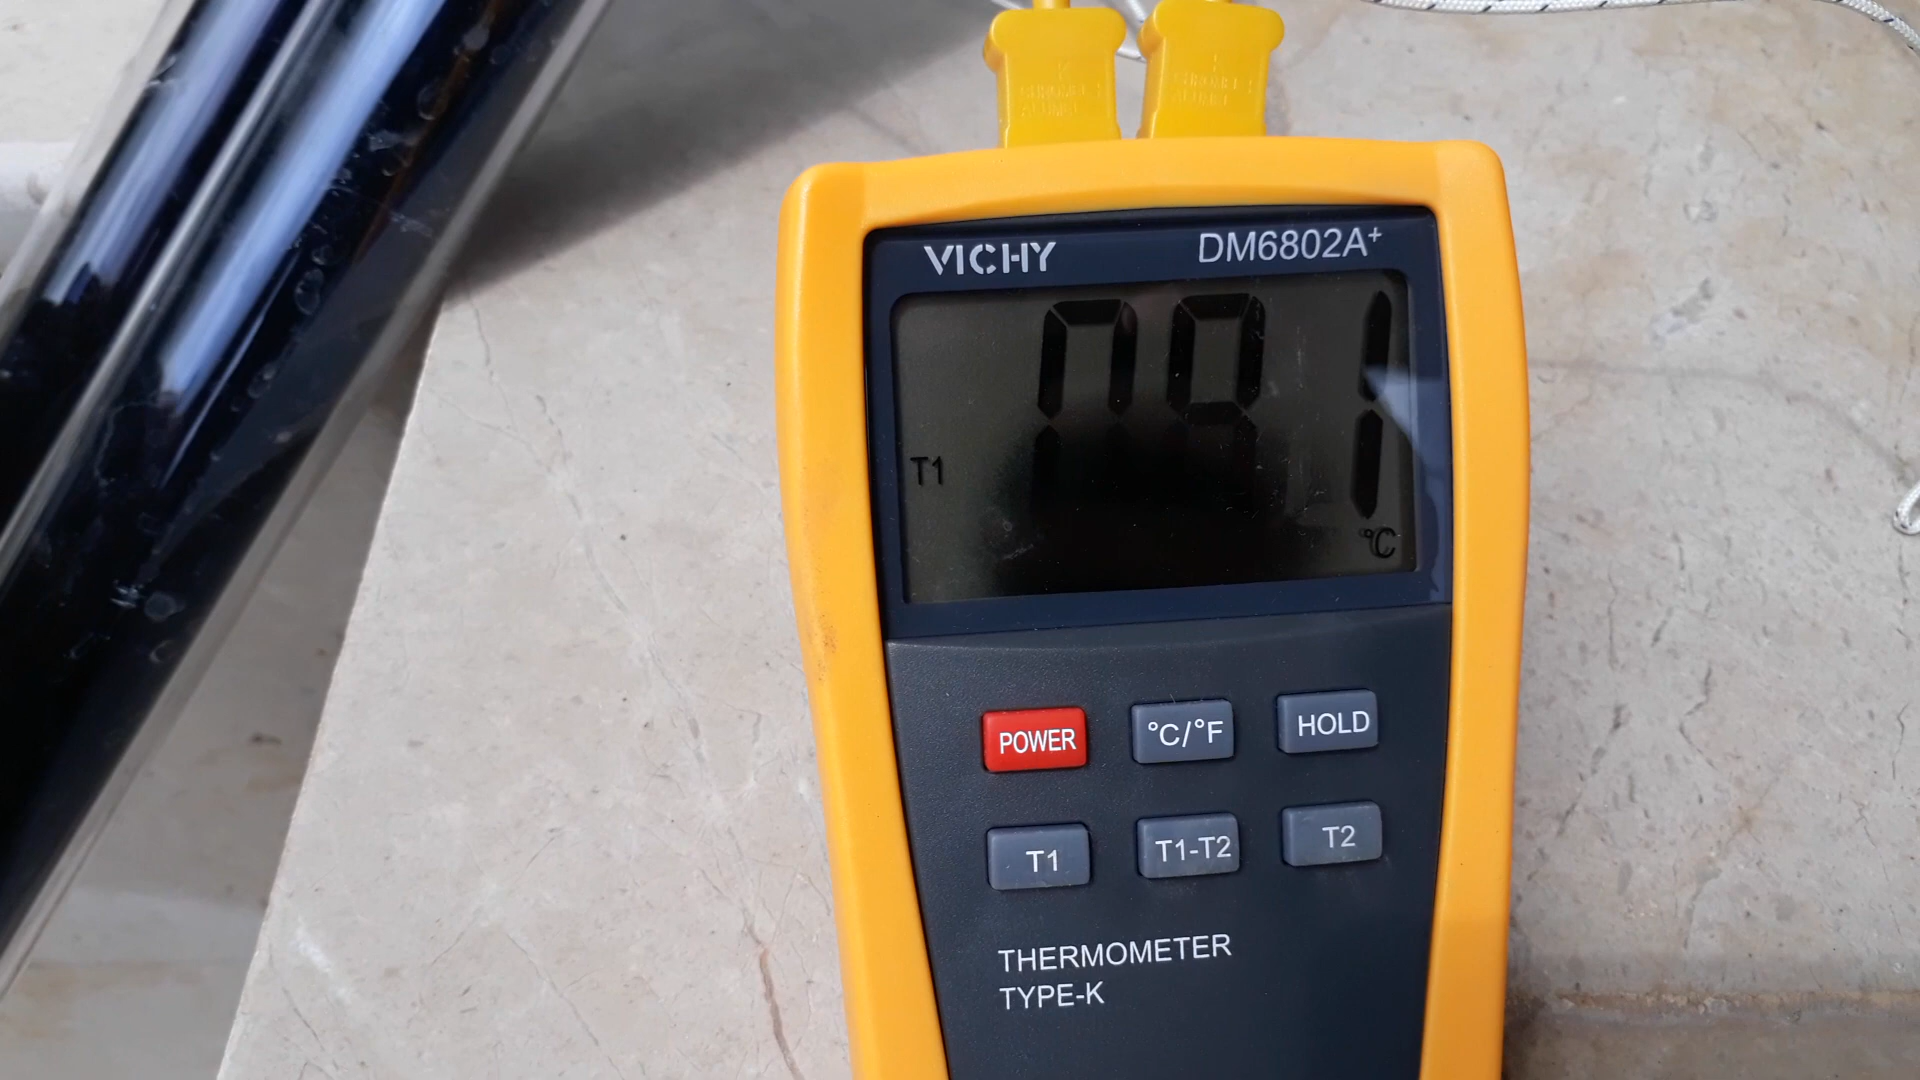 VICHY DM6802A+
T1
°C
POWER °C/°F HOLD
T1 T1-T2 T2
THERMOMETER
TYPE-K